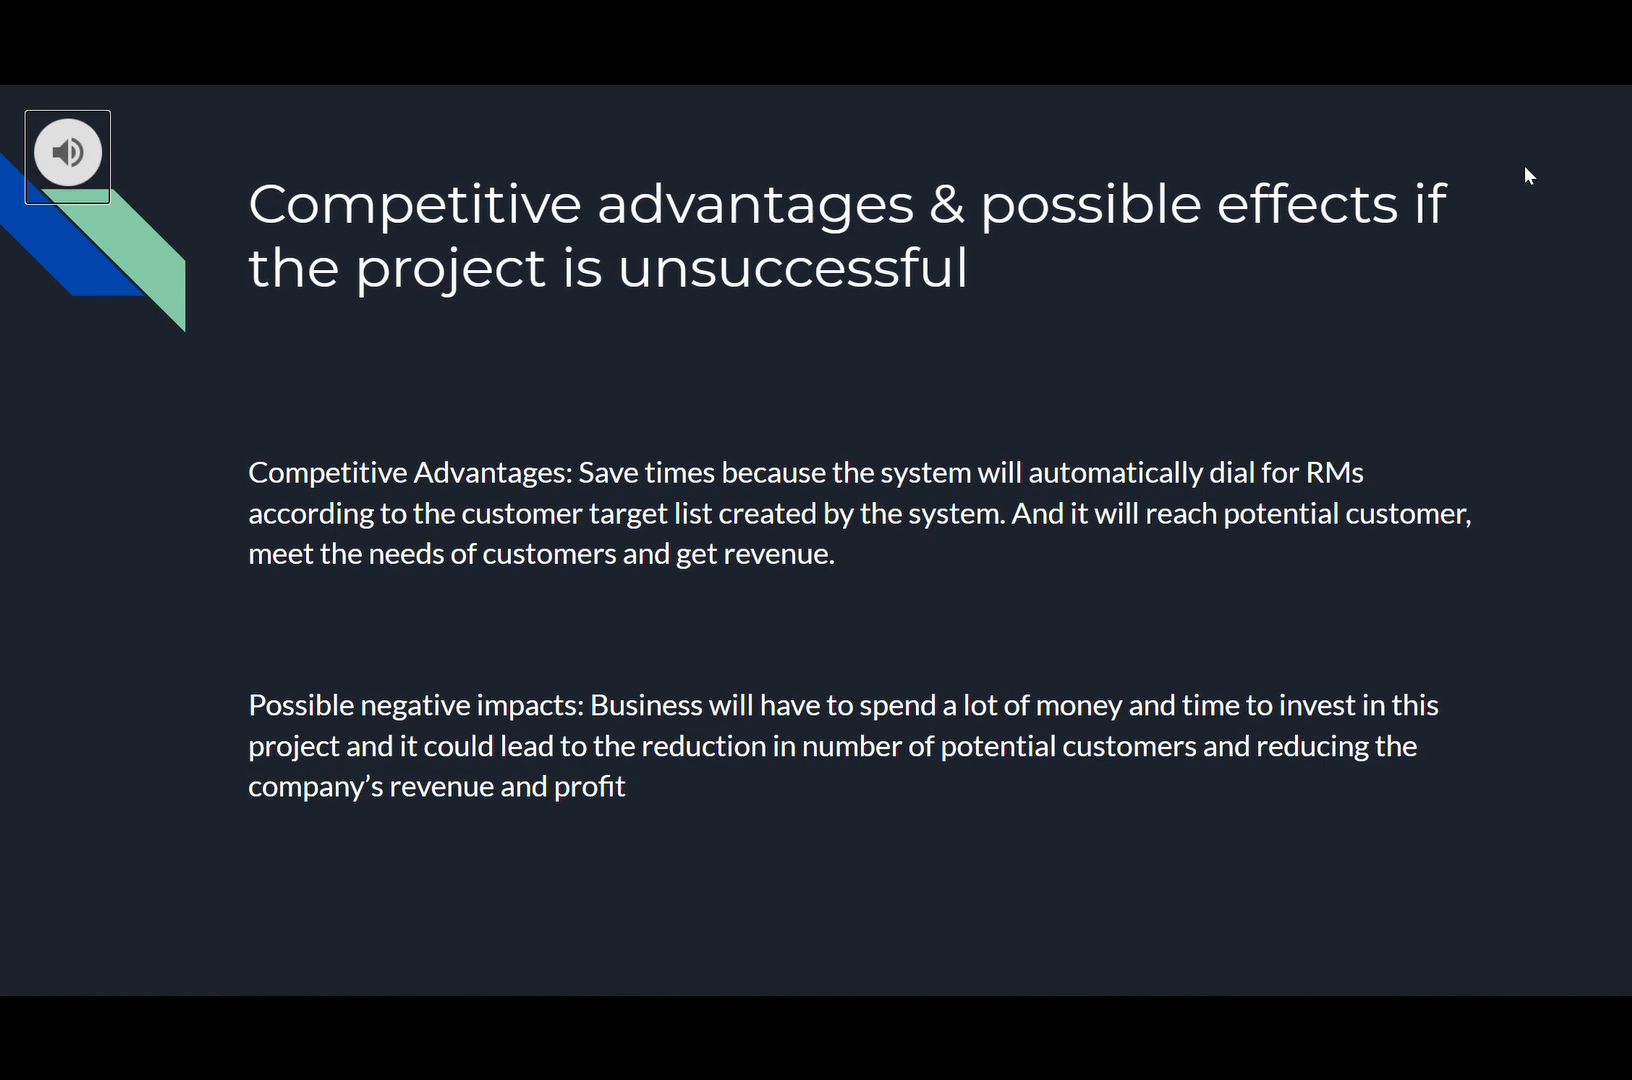 Competitive advantages & possible effects if
the project is unsuccessful
Competitive Advantages: Save times because the system will automatically dial for RMs
according to the customer target list created by the system. And it will reach potential customer,
meet the needs of customers and get revenue.
Possible negative impacts: Business will have to spend a lot of money and time to invest in this
project and it could lead to the reduction in number of potential customers and reducing the
company’s revenue and profit